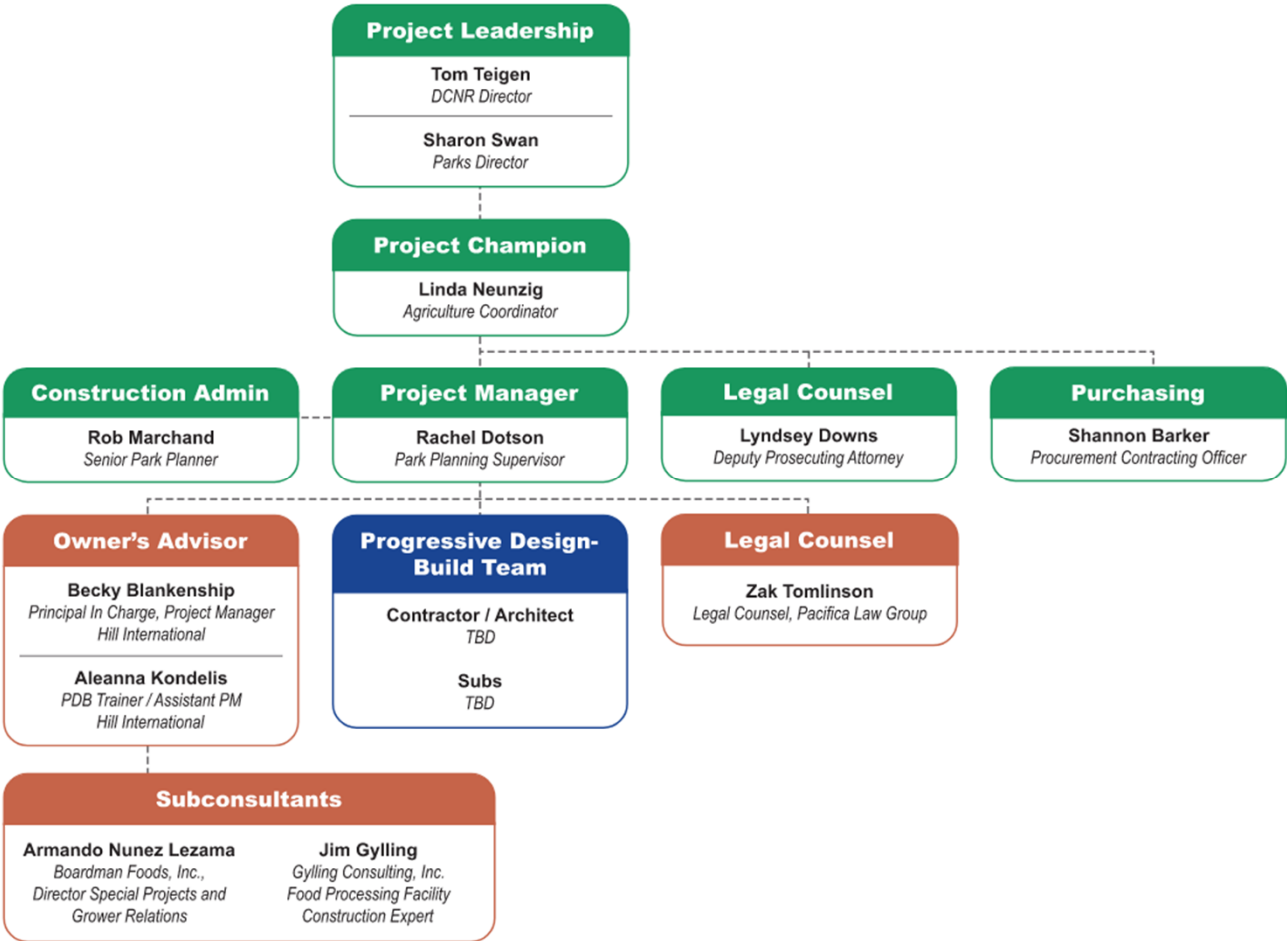 Project Leadership
Tom Teigen
DCNR Director
Sharon Swan
Parks Director
Project Champion
Linda Neunzig
Agriculture Coordinator
Construction Admin
Rob Marchand
Senior Park Planner
Project Manager
Rachel Dotson
Park Planning Supervisor
Legal Counsel
Lyndsey Downs
Deputy Prosecuting Attorney
Purchasing
Shannon Barker
Procurement Contracting Officer
Owner’s Advisor
Becky Blankenship
Principal In Charge, Project Manager
Hill International
Aleanna Kondelis
PDB Trainer / Assistant PM
Hill International
Progressive Design-
Build Team
Contractor / Architect
TBD
Subs
TBD
Legal Counsel
Zak Tomlinson
Legal Counsel, Pacifica Law Group
Subconsultants
Armando Nunez Lezama
Boardman Foods, Inc.,
Director Special Projects and
Grower Relations
Jim Gylling
Gylling Consulting, Inc.
Food Processing Facility
Construction Expert